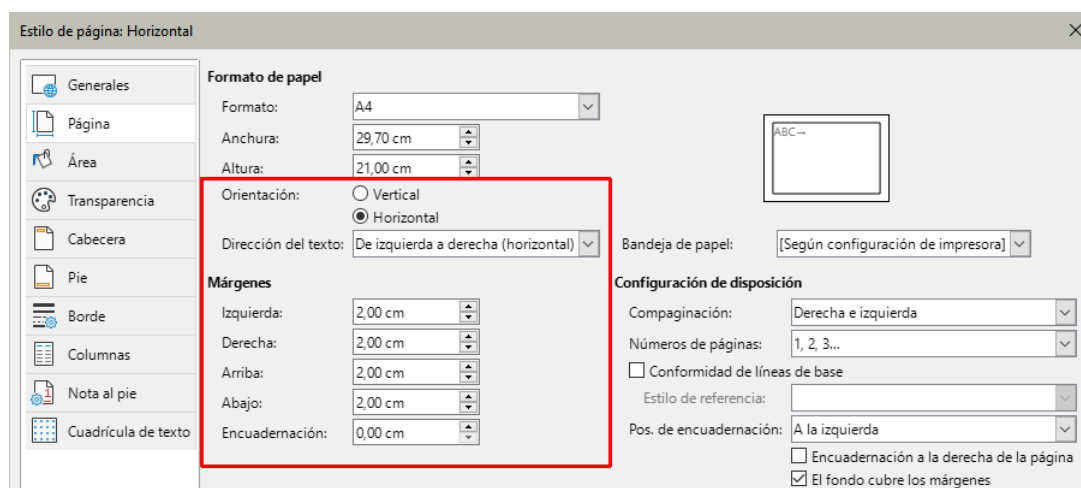 Estilo de página: Horizontal
Generales
Página
Área
Transparencia
Cabecera
Pie
Borde
Columnas
Nota al pie
Cuadrícula de texto
Formato de papel
Formato: A4
Anchura: 29,70 cm
Altura: 21,00 cm
Orientación: Vertical
Horizontal
Dirección del texto: De izquierda a derecha (horizontal)
Márgenes
Izquierda: 2,00 cm
Derecha: 2,00 cm
Arriba: 2,00 cm
Abajo: 2,00 cm
Encuadernación: 0,00 cm
ABC→
Bandeja de papel: [Según configuración de impresora]
Configuración de disposición
Compaginación: Derecha e izquierda
Números de páginas: 1, 2, 3...
Conformidad de líneas de base
Estilo de referencia:
Pos. de encuadernación: A la izquierda
Encuadernación a la derecha de la página
El fondo cubre los márgenes